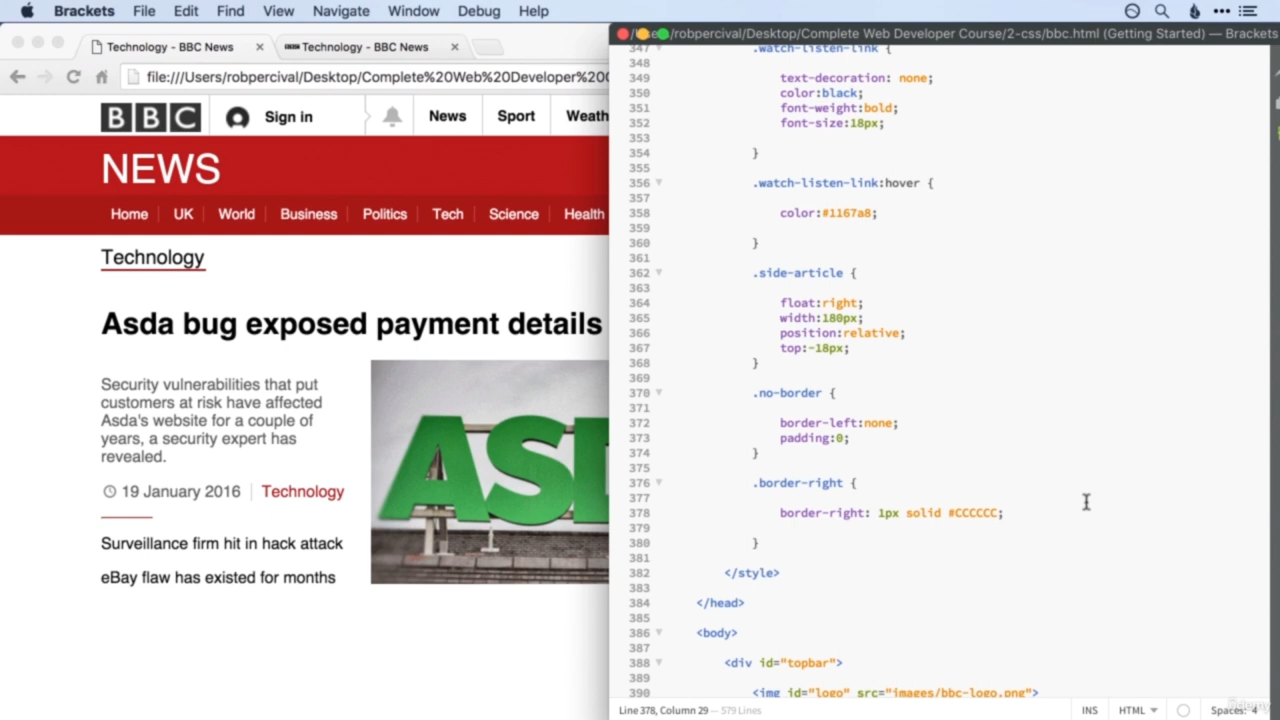 Brackets File Edit Find View Navigate Window Debug Help
Technology - BBC News
Technology - BBC News
/robpercival/Desktop/Complete Web Developer Course/2-css/bbc.html (Getting Started) — Brackets
file:///Users/robpercival/Desktop/Complete%20Web%20Developer%20C
BBC Sign in News Sport Weath
NEWS
Home UK World Business Politics Tech Science Health
Technology
Asda bug exposed payment details
Security vulnerabilities that put
customers at risk have affected
Asda's website for a couple of
years, a security expert has
revealed.
19 January 2016 Technology
Surveillance firm hit in hack attack
eBay flaw has existed for months
ASD
347 .watch-listen-link {
348
349 text-decoration: none;
350 color:black;
351 font-weight:bold;
352 font-size:18px;
353
354 }
355
356 .watch-listen-link:hover {
357
358 color:#1167a8;
359
360 }
361
362 .side-article {
363
364 float:right;
365 width:180px;
366 position:relative;
367 top:-18px;
368 }
369
370 .no-border {
371
372 border-left:none;
373 padding:0;
374 }
375
376 .border-right {
377
378 border-right: 1px solid #CCCCCC;
379
380 }
381
382 </style>
383
384 </head>
385
386 <body>
387
388 <div id="topbar">
389
390 <img id="logo" src="images/bbc-logo.png">
Line 378, Column 29 — 579 Lines
INS HTML Spaces: 4